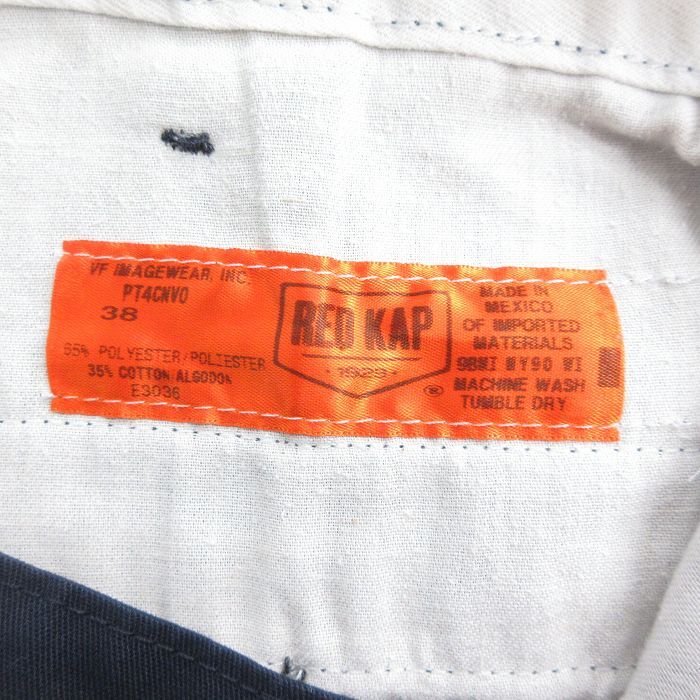 VF IMAGEWEAR, INC.
PT4CNV0
38
65% POLYESTER/POLIESTER
35% COTTON/ALGODON
E3036
RED KAP
·1923·
®
MADE IN
MEXICO
OF IMPORTED
MATERIALS
MACHINE WASH
TUMBLE DRY